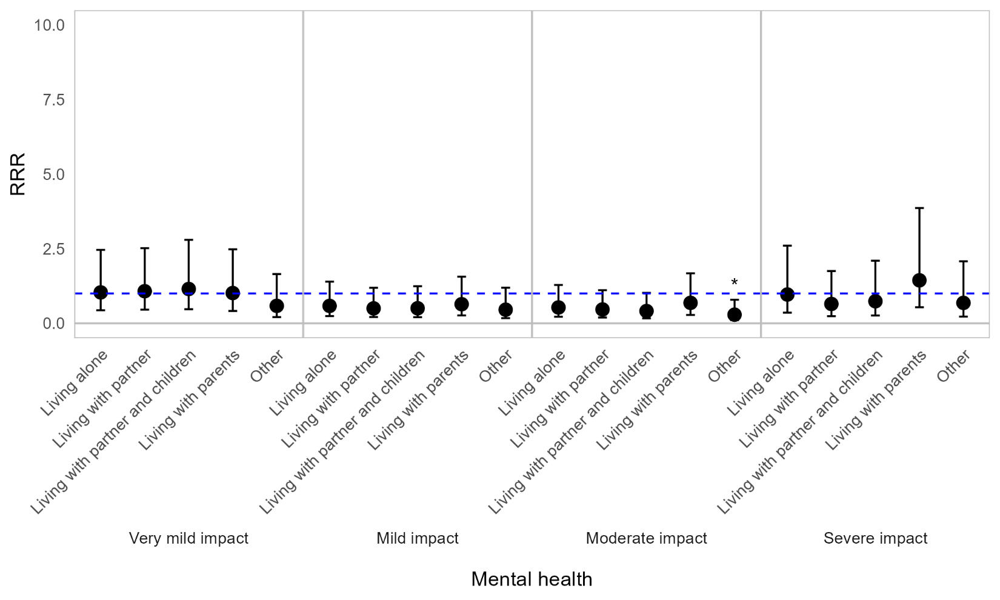 10.0
7.5
5.0
2.5
0.0
RRR
*
Living alone
Living with partner
Living with partner and children
Living with parents
Other
Living alone
Living with partner
Living with partner and children
Living with parents
Other
Living alone
Living with partner
Living with partner and children
Living with parents
Other
Living alone
Living with partner
Living with partner and children
Living with parents
Other
Very mild impact
Mild impact
Moderate impact
Severe impact
Mental health